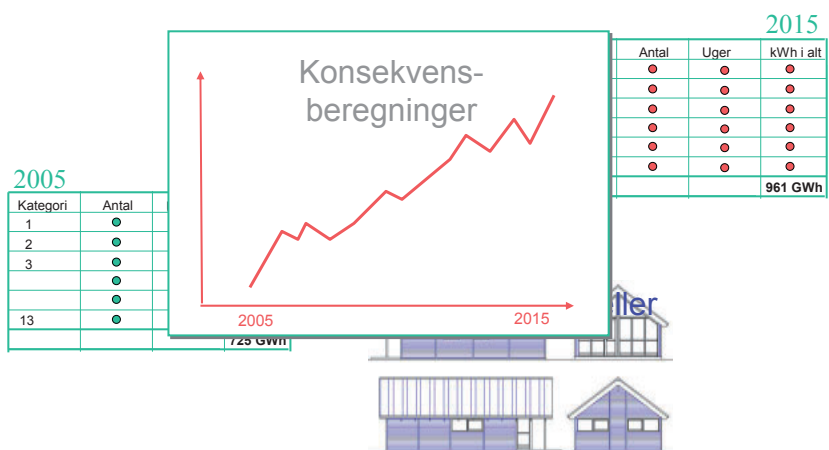 2015
Antal Uger kWh i alt
961 GWh
Konsekvens-
beregninger
2005 2015
2005
Kategori Antal
1
2
3
13
725 GWh
ller